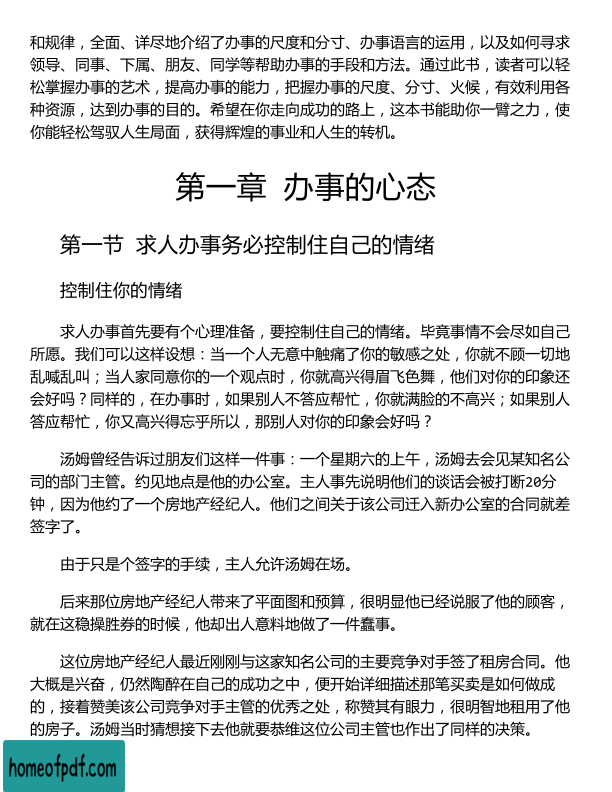 和规律，全面、详尽地介绍了办事的尺度和分寸、办事语言的运用，以及如何寻求
领导、同事、下属、朋友、同学等帮助办事的手段和方法。通过此书，读者可以轻
松掌握办事的艺术，提高办事的能力，把握办事的尺度、分寸、火候，有效利用各
种资源，达到办事的目的。希望在你走向成功的路上，这本书能助你一臂之力，使
你能轻松驾驭人生局面，获得辉煌的事业和人生的转机。
第一章 办事的心态
第一节 求人办事务必控制住自己的情绪
控制住你的情绪
求人办事首先要有个心理准备，要控制住自己的情绪。毕竟事情不会尽如自己
所愿。我们可以这样设想：当一个人无意中触痛了你的敏感之处，你就不顾一切地
乱喊乱叫；当人家同意你的一个观点时，你就高兴得眉飞色舞，他们对你的印象还
会好吗？同样的，在办事时，如果别人不答应帮忙，你就满脸的不高兴；如果别人
答应帮忙，你又高兴得忘乎所以，那别人对你的印象会好吗？
汤姆曾经告诉过朋友们这样一件事：一个星期六的上午，汤姆去会见某知名公
司的部门主管。约见地点是他的办公室。主人事先说明他们的谈话会被打断20分
钟，因为他约了一个房地产经纪人。他们之间关于该公司迁入新办公室的合同就差
签字了。
由于只是个签字的手续，主人允许汤姆在场。
后来那位房地产经纪人带来了平面图和预算，很明显他已经说服了他的顾客，
就在这稳操胜券的时候，他却出人意料地做了一件蠢事。
这位房地产经纪人最近刚刚与这家知名公司的主要竞争对手签了租房合同。他
大概是兴奋，仍然陶醉在自己的成功之中，便开始详细描述那笔买卖是如何做成
的，接着赞美该公司竞争对手主管的优秀之处，称赞其有眼力，很明智地租用了他
的房子。汤姆当时猜想接下去他就要恭维这位公司主管也作出了同样的决策。
homeofpdf.com